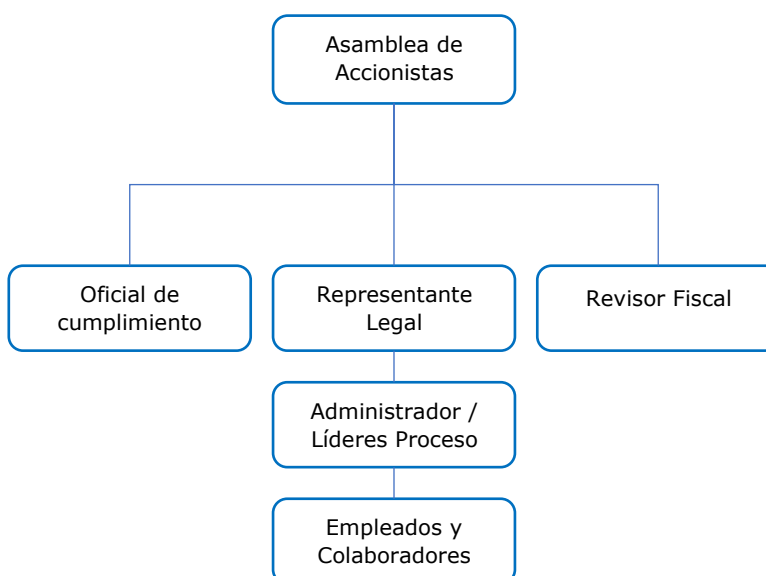 Asamblea de
Accionistas
Oficial de
cumplimiento
Representante
Legal
Revisor Fiscal
Administrador /
Líderes Proceso
Empleados y
Colaboradores